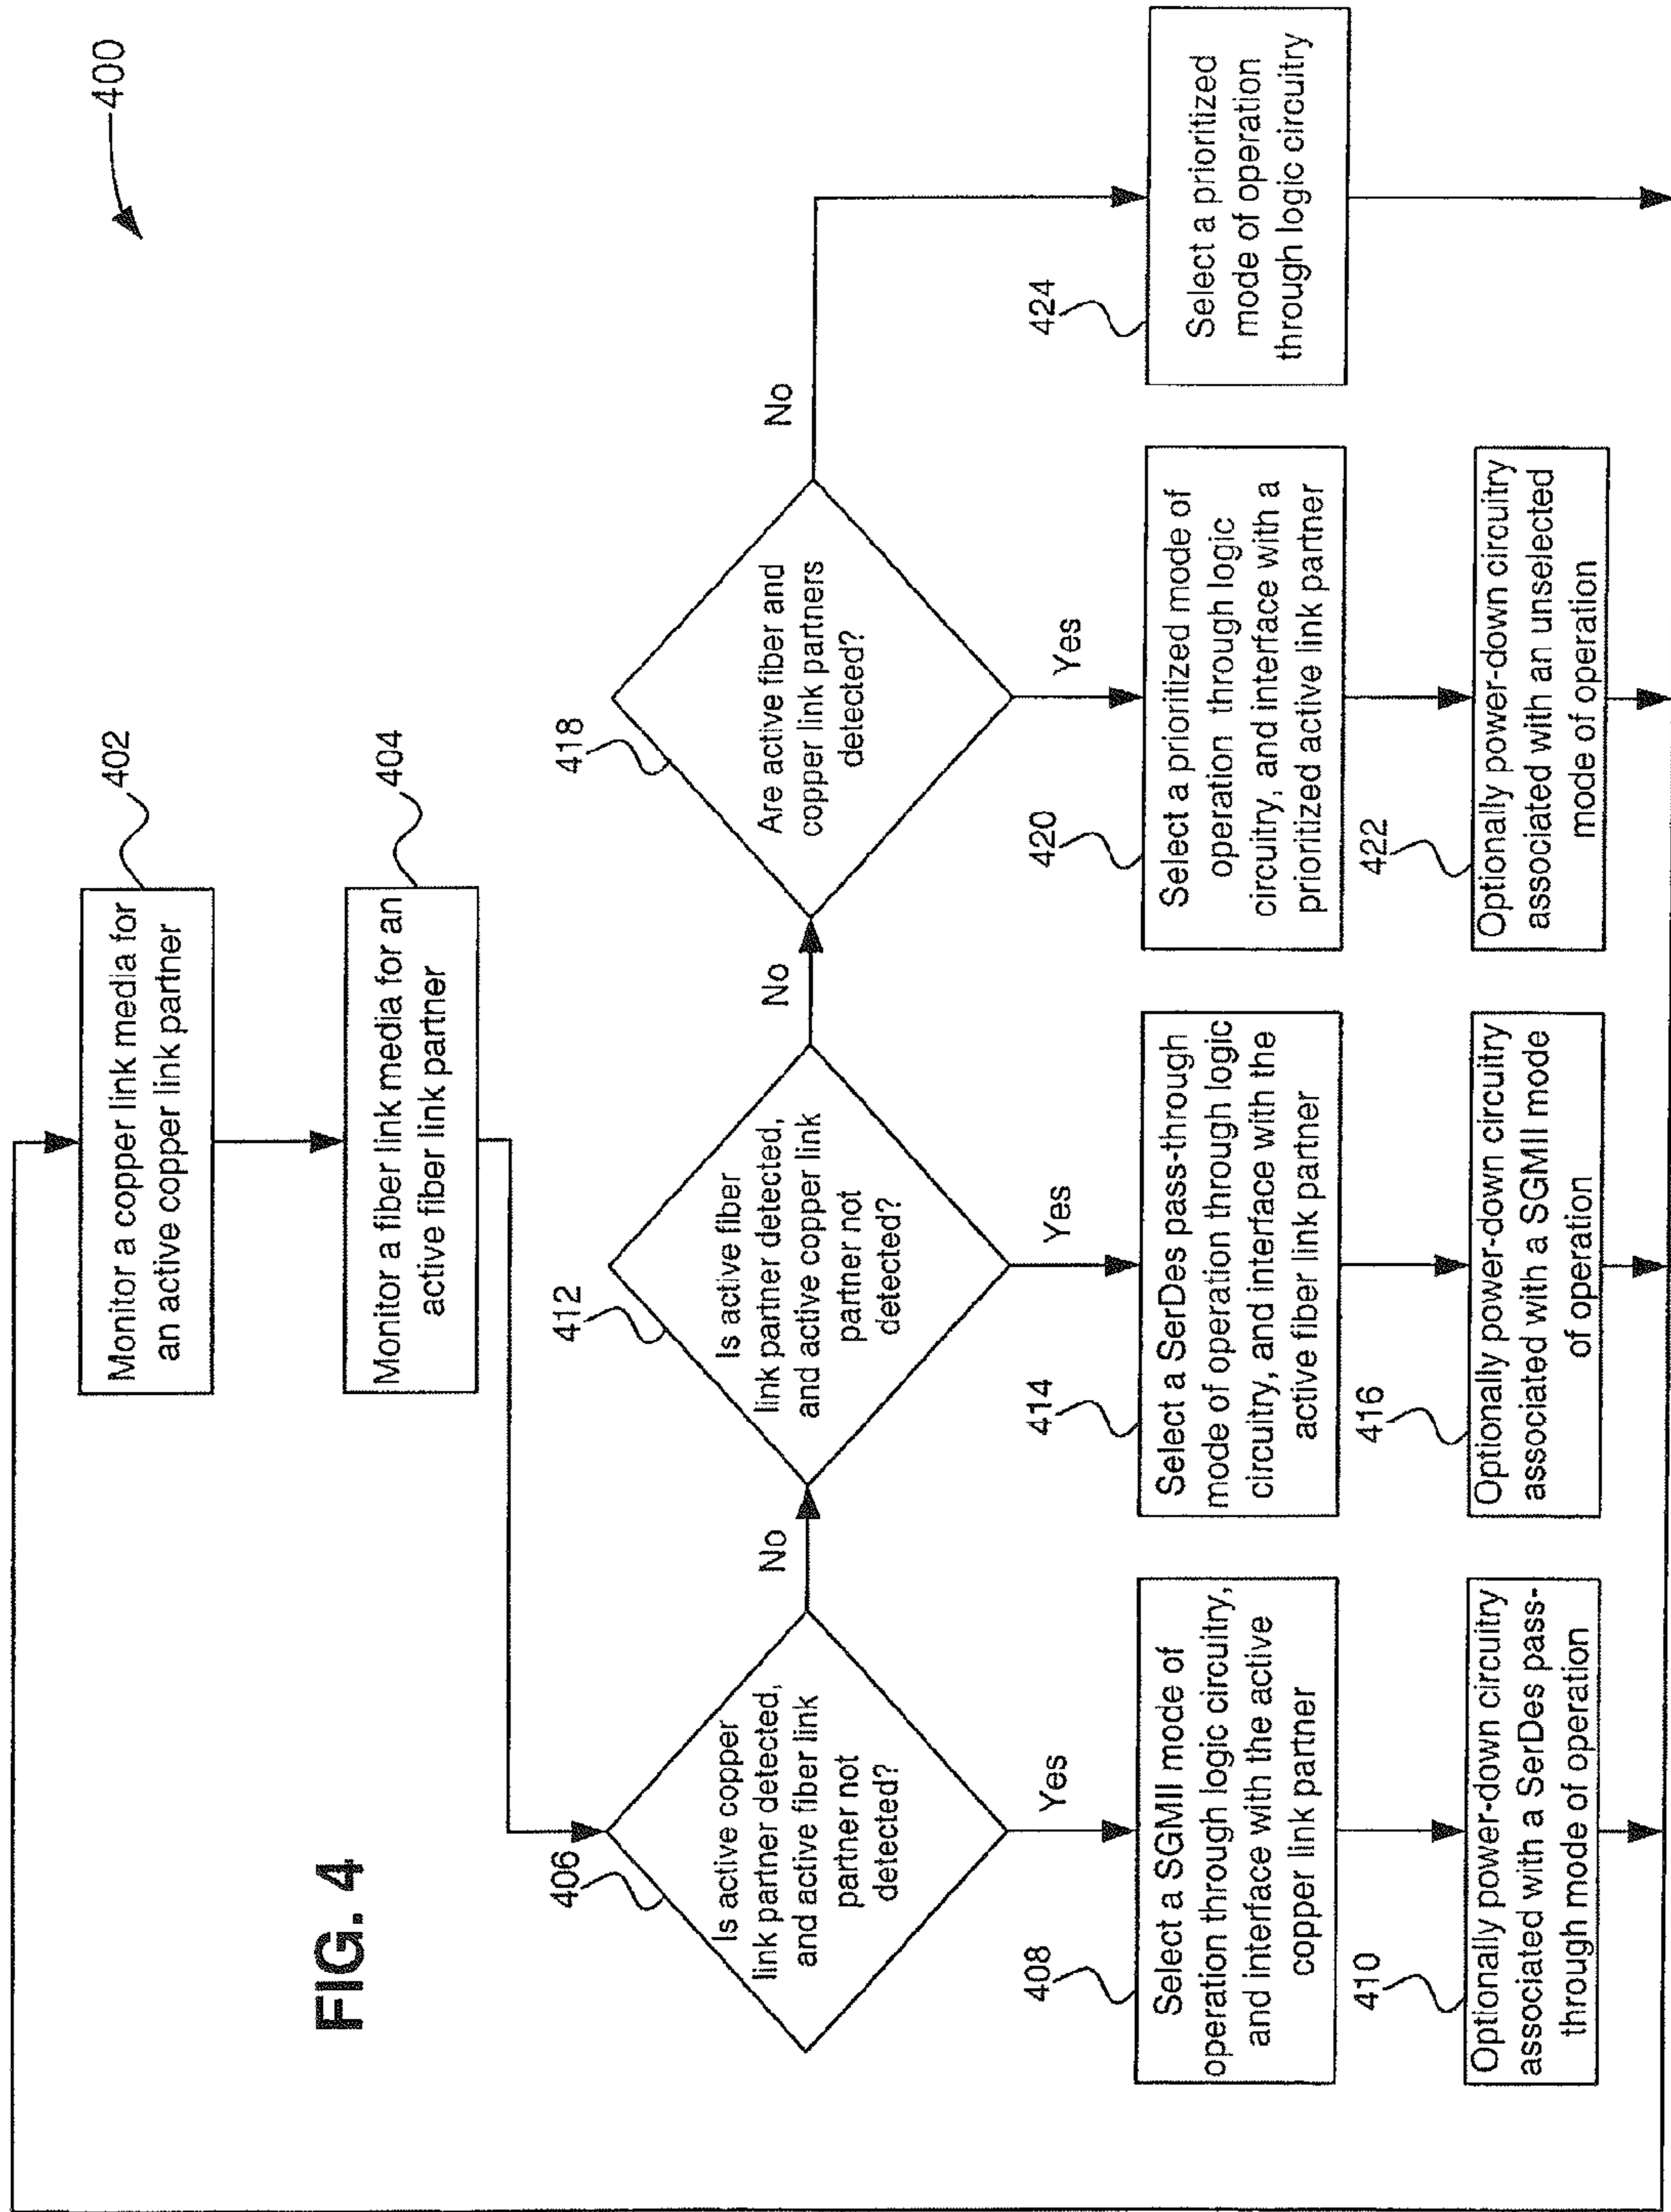 FIG. 4
400
402
Monitor a copper link media for
an active copper link partner
404
Monitor a fiber link media for an
active fiber link partner
406
Is active copper
link partner detected,
and active fiber link
partner not
detected?
No
Yes
408
Select a SGMII mode of
operation through logic circuitry,
and interface with the active
copper link partner
410
Optionally power-down circuitry
associated with a SerDes pass-
through mode of operation
412
Is active fiber
link partner detected,
and active copper link
partner not
detected?
No
Yes
414
Select a SerDes pass-through
mode of operation through logic
circuitry, and interface with the
active fiber link partner
416
Optionally power-down circuitry
associated with a SGMII mode
of operation
418
Are active fiber and
copper link partners
detected?
No
Yes
420
Select a prioritized mode of
operation through logic
circuitry, and interface with a
prioritized active link partner
422
Optionally power-down circuitry
associated with an unselected
mode of operation
424
Select a prioritized
mode of operation
through logic circuitry